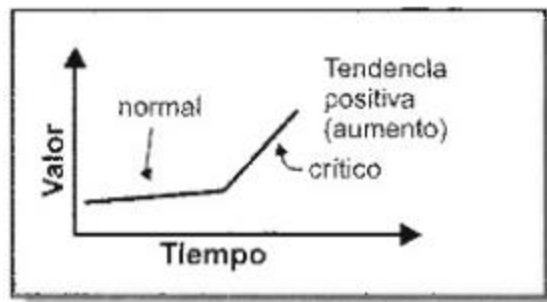 Tendencia
positiva
(aumento)
normal
crítico
Valor
Tiempo